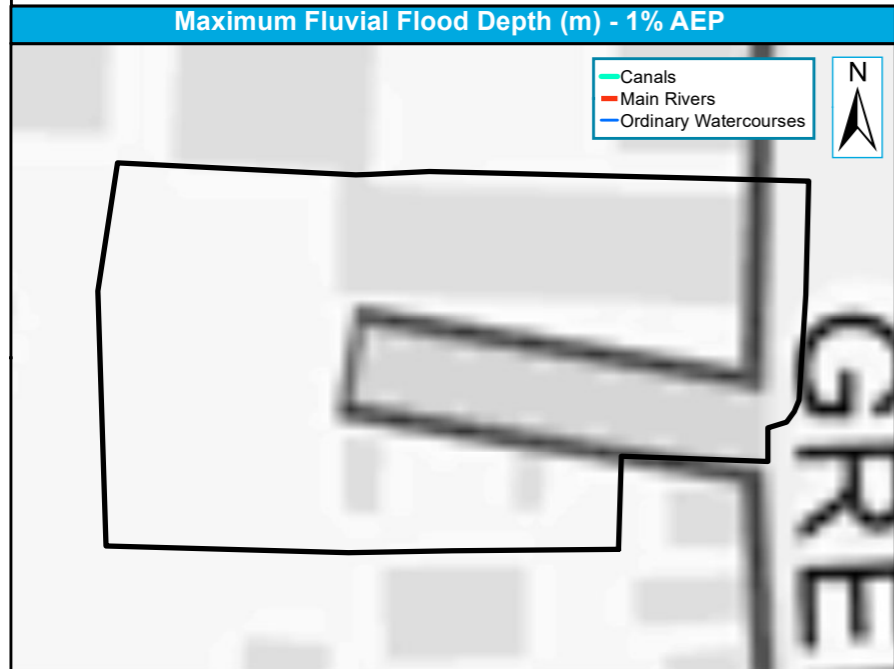 Maximum Fluvial Flood Depth (m) - 1% AEP
Canals
Main Rivers
Ordinary Watercourses
N
GRE